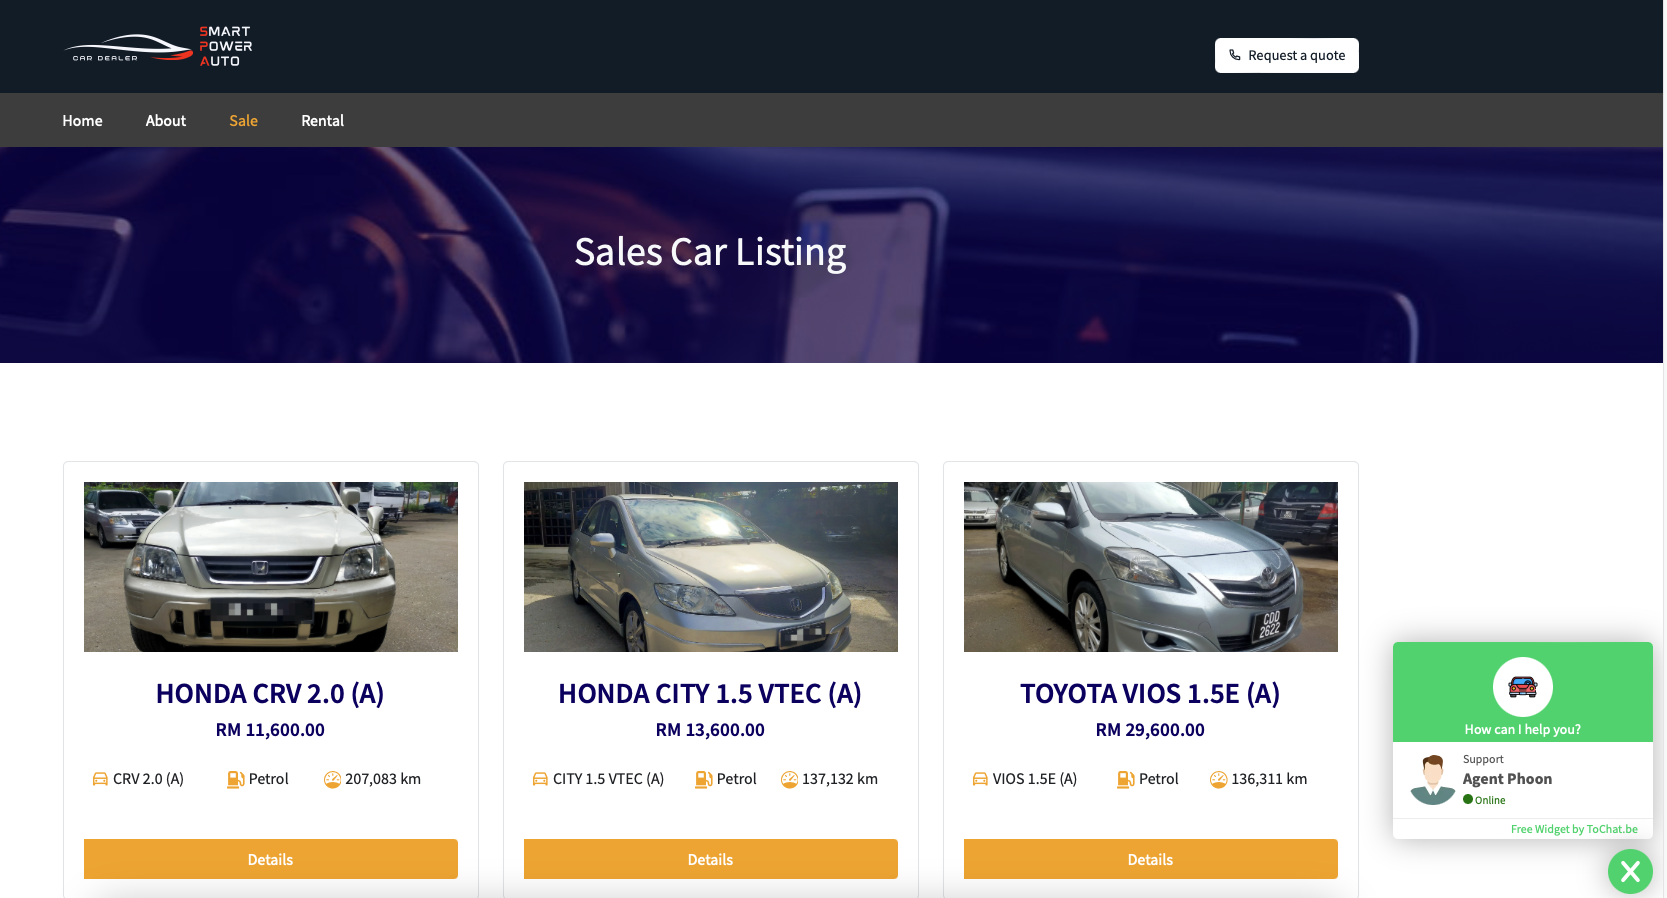 SMART
POWER
AUTO
CAR DEALER
Request a quote
Home About Sale Rental
Sales Car Listing
CDD
2622
HONDA CRV 2.0 (A)
RM 11,600.00
CRV 2.0 (A) Petrol 207,083 km
Details
HONDA CITY 1.5 VTEC (A)
RM 13,600.00
CITY 1.5 VTEC (A) Petrol 137,132 km
Details
TOYOTA VIOS 1.5E (A)
RM 29,600.00
VIOS 1.5E (A) Petrol 136,311 km
Details
How can I help you?
Support
Agent Phoon
Online
Free Widget by ToChat.be